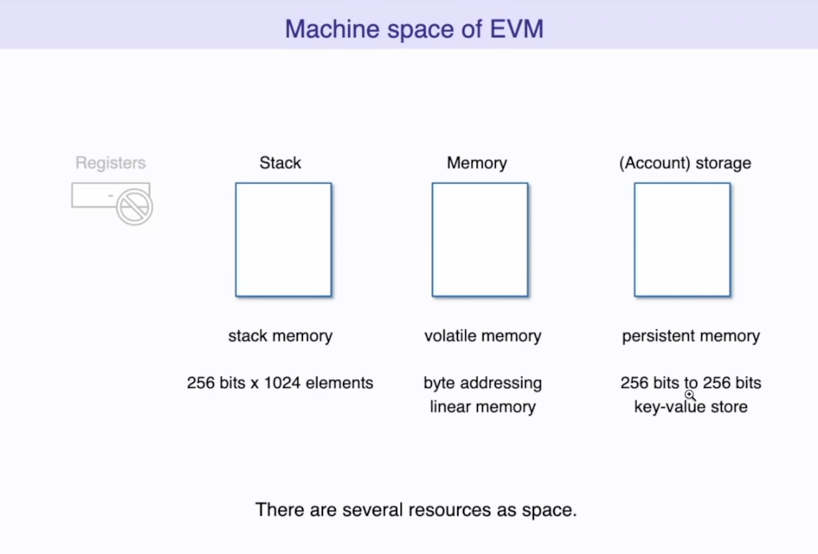 Machine space of EVM
Registers
Stack
Memory
(Account) storage
-
stack memory
volatile memory
persistent memory
256 bits x 1024 elements
byte addressing
linear memory
256 bits to 256 bits
key-value store
There are several resources as space.